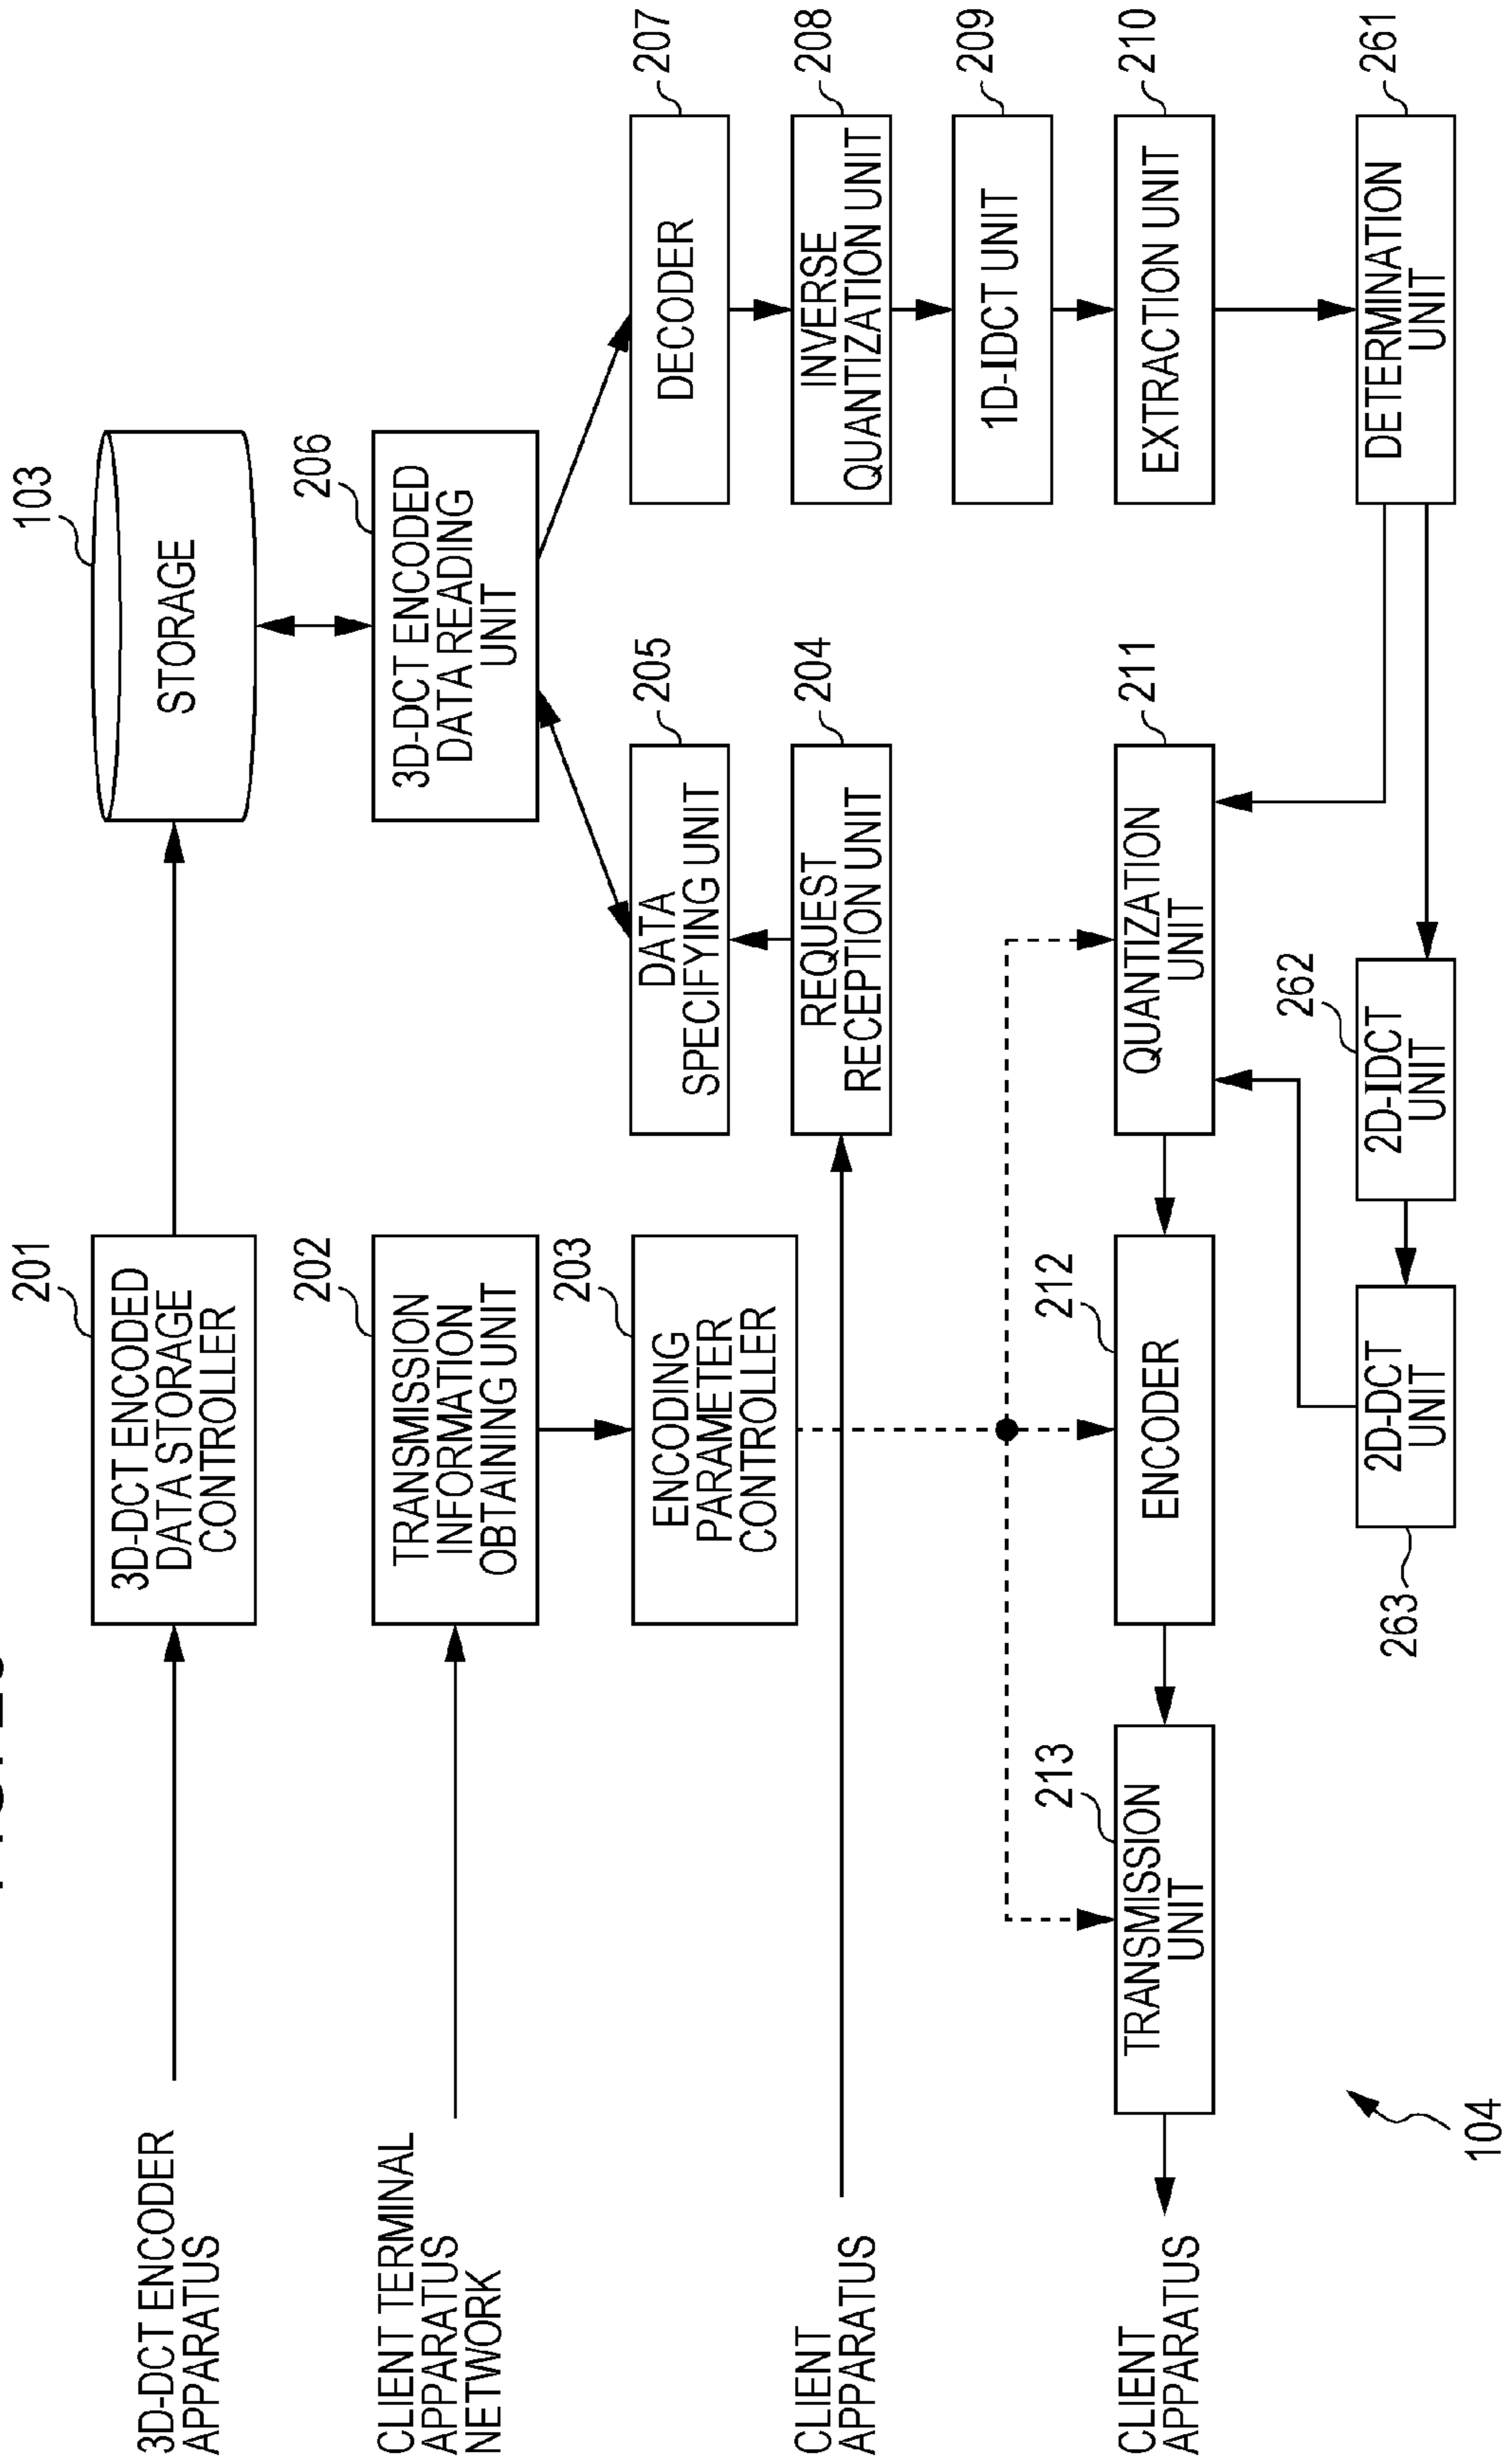 3D-DCT ENCODER
APPARATUS
201
3D-DCT ENCODED
DATA STORAGE
CONTROLLER
103
STORAGE
CLIENT TERMINAL
APPARATUS
NETWORK
202
TRANSMISSION
INFORMATION
OBTAINING UNIT
206
3D-DCT ENCODED
DATA READING
UNIT
203
ENCODING
PARAMETER
CONTROLLER
205
DATA
SPECIFYING UNIT
207
DECODER
CLIENT
APPARATUS
204
REQUEST
RECEPTION UNIT
208
INVERSE
QUANTIZATION UNIT
209
1D-IDCT UNIT
CLIENT
APPARATUS
213
TRANSMISSION
UNIT
212
ENCODER
211
QUANTIZATION
UNIT
210
EXTRACTION UNIT
104
263
2D-DCT
UNIT
262
2D-IDCT
UNIT
261
DETERMINATION
UNIT